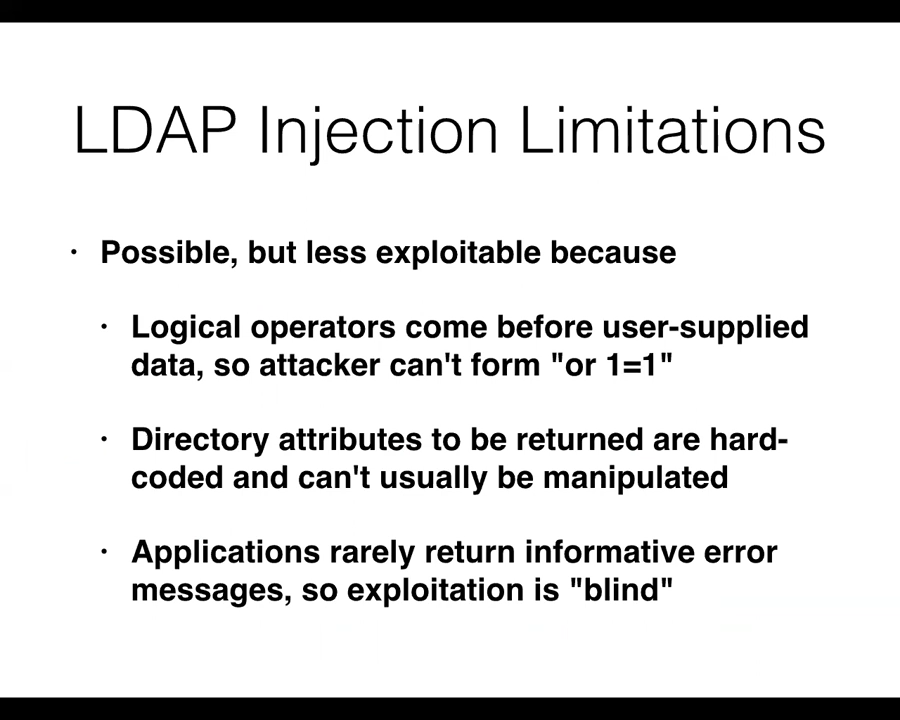 LDAP Injection Limitations
• Possible, but less exploitable because
• Logical operators come before user-supplied
data, so attacker can't form "or 1=1"
• Directory attributes to be returned are hard-
coded and can't usually be manipulated
• Applications rarely return informative error
messages, so exploitation is "blind"